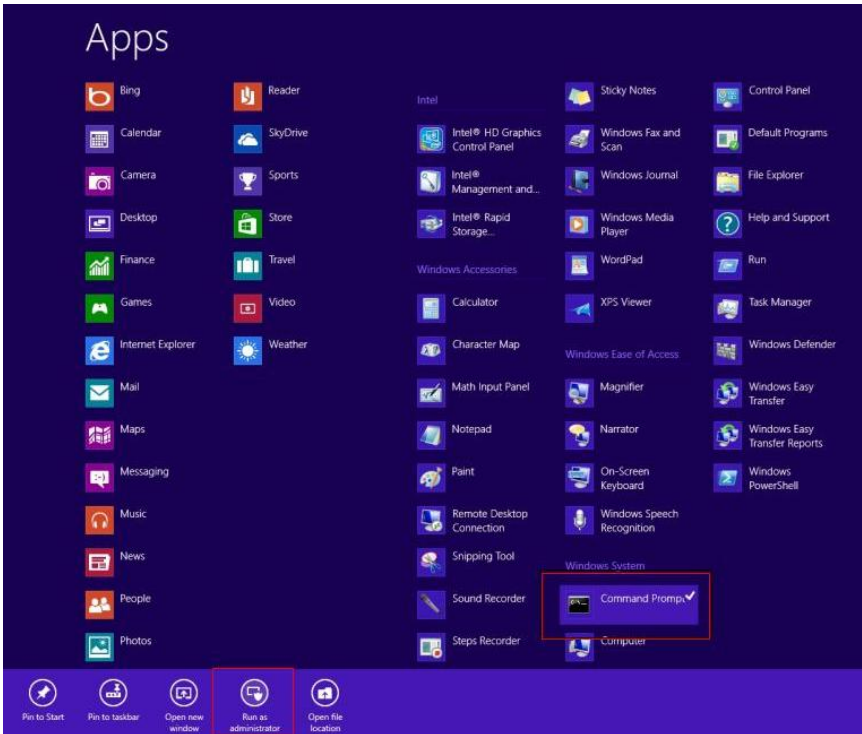 Apps
Bing
Calendar
Camera
Desktop
Finance
Games
Internet Explorer
Mail
Maps
Messaging
Music
News
People
Photos
Reader
SkyDrive
Sports
Store
Travel
Video
Weather
Intel
Intel® HD Graphics
Control Panel
Intel®
Management and...
Intel® Rapid
Storage...
Windows Accessories
Calculator
Character Map
Math Input Panel
Notepad
Paint
Remote Desktop
Connection
Snipping Tool
Sound Recorder
Steps Recorder
Sticky Notes
Windows Fax and
Scan
Windows Journal
Windows Media
Player
WordPad
XPS Viewer
Windows Ease of Access
Magnifier
Narrator
On-Screen
Keyboard
Windows Speech
Recognition
Windows System
Command Promp
Computer
Control Panel
Default Programs
File Explorer
Help and Support
Run
Task Manager
Windows Defender
Windows Easy
Transfer
Windows Easy
Transfer Reports
Windows
PowerShell
Pin to Start
Pin to taskbar
Open new
window
Run as
administrator
Open file
location